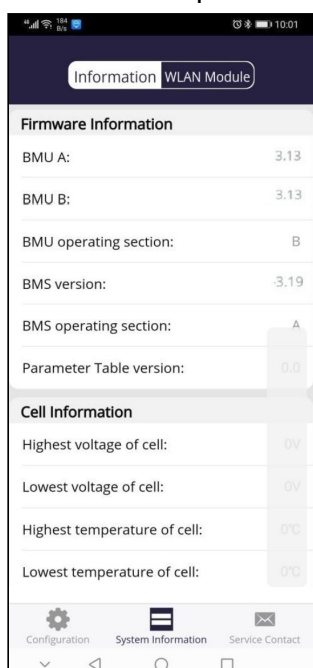 4G 184 B/s 10:01
Information WLAN Module
Firmware Information
BMU A: 3.13
BMU B: 3.13
BMU operating section: B
BMS version: 3.19
BMS operating section: A
Parameter Table version: 0.0
Cell Information
Highest voltage of cell: 0V
Lowest voltage of cell: 0V
Highest temperature of cell: 0℃
Lowest temperature of cell: 0℃
Configuration System Information Service Contact